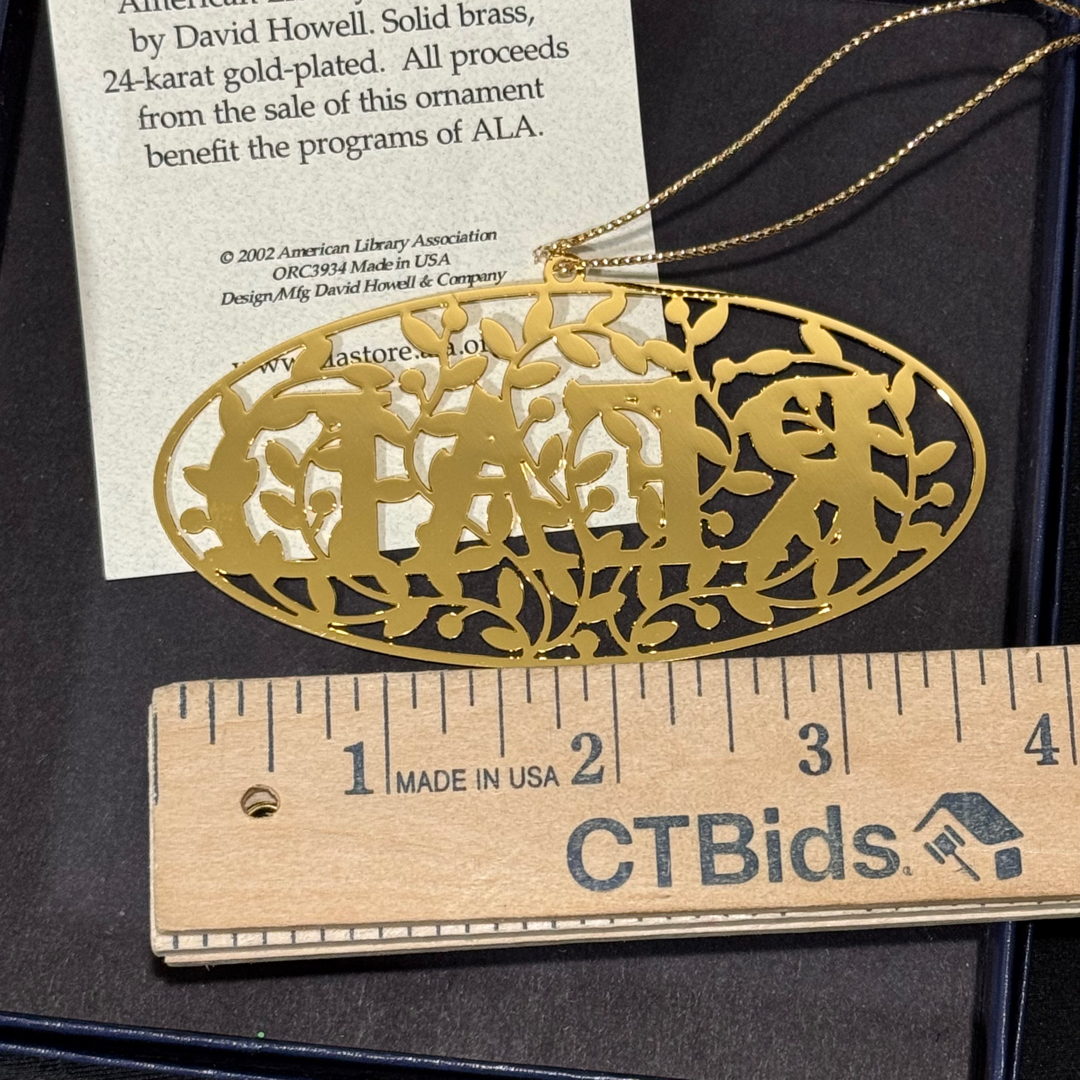 by David Howell. Solid brass,
24-karat gold-plated. All proceeds
from the sale of this ornament
benefit the programs of ALA.
© 2002 American Library Association
ORC3934 Made in USA
Design/Mfg David Howell & Company
READ
1 MADE IN USA 2 3 4
CTBids